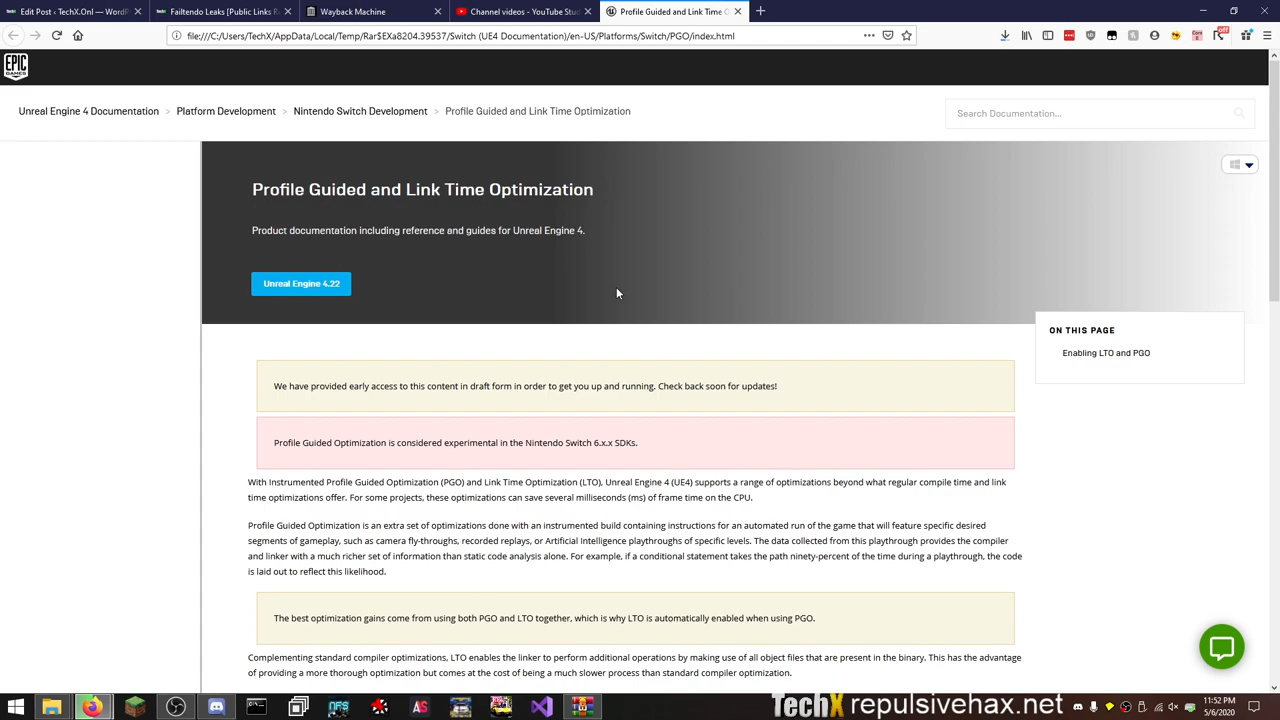 Edit Post ‹ TechX.Onl — WordP
Failtendo Leaks [Public Links R
Wayback Machine
Channel videos - YouTube Stud
Profile Guided and Link Time O
file:///C:/Users/TechX/AppData/Local/Temp/Rar$EXa8204.39537/Switch (UE4 Documentation)/en-US/Platforms/Switch/PGO/index.html
off
EPIC
GAMES
Unreal Engine 4 Documentation > Platform Development > Nintendo Switch Development > Profile Guided and Link Time Optimization
Search Documentation...
Profile Guided and Link Time Optimization
Product documentation including reference and guides for Unreal Engine 4.
Unreal Engine 4.22
ON THIS PAGE
Enabling LTO and PGO
We have provided early access to this content in draft form in order to get you up and running. Check back soon for updates!
Profile Guided Optimization is considered experimental in the Nintendo Switch 6.x.x SDKs.
With Instrumented Profile Guided Optimization (PGO) and Link Time Optimization (LTO), Unreal Engine 4 (UE4) supports a range of optimizations beyond what regular compile time and link
time optimizations offer. For some projects, these optimizations can save several milliseconds (ms) of frame time on the CPU.
Profile Guided Optimization is an extra set of optimizations done with an instrumented build containing instructions for an automated run of the game that will feature specific desired
segments of gameplay, such as camera fly-throughs, recorded replays, or Artificial Intelligence playthroughs of specific levels. The data collected from this playthrough provides the compiler
and linker with a much richer set of information than static code analysis alone. For example, if a conditional statement takes the path ninety-percent of the time during a playthrough, the code
is laid out to reflect this likelihood.
The best optimization gains come from using both PGO and LTO together, which is why LTO is automatically enabled when using PGO.
Complementing standard compiler optimizations, LTO enables the linker to perform additional operations by making use of all object files that are present in the binary. This has the advantage
of providing a more thorough optimization but comes at the cost of being a much slower process than standard compiler optimization.
TechX repulsivehax.net
11:52 PM
5/6/2020